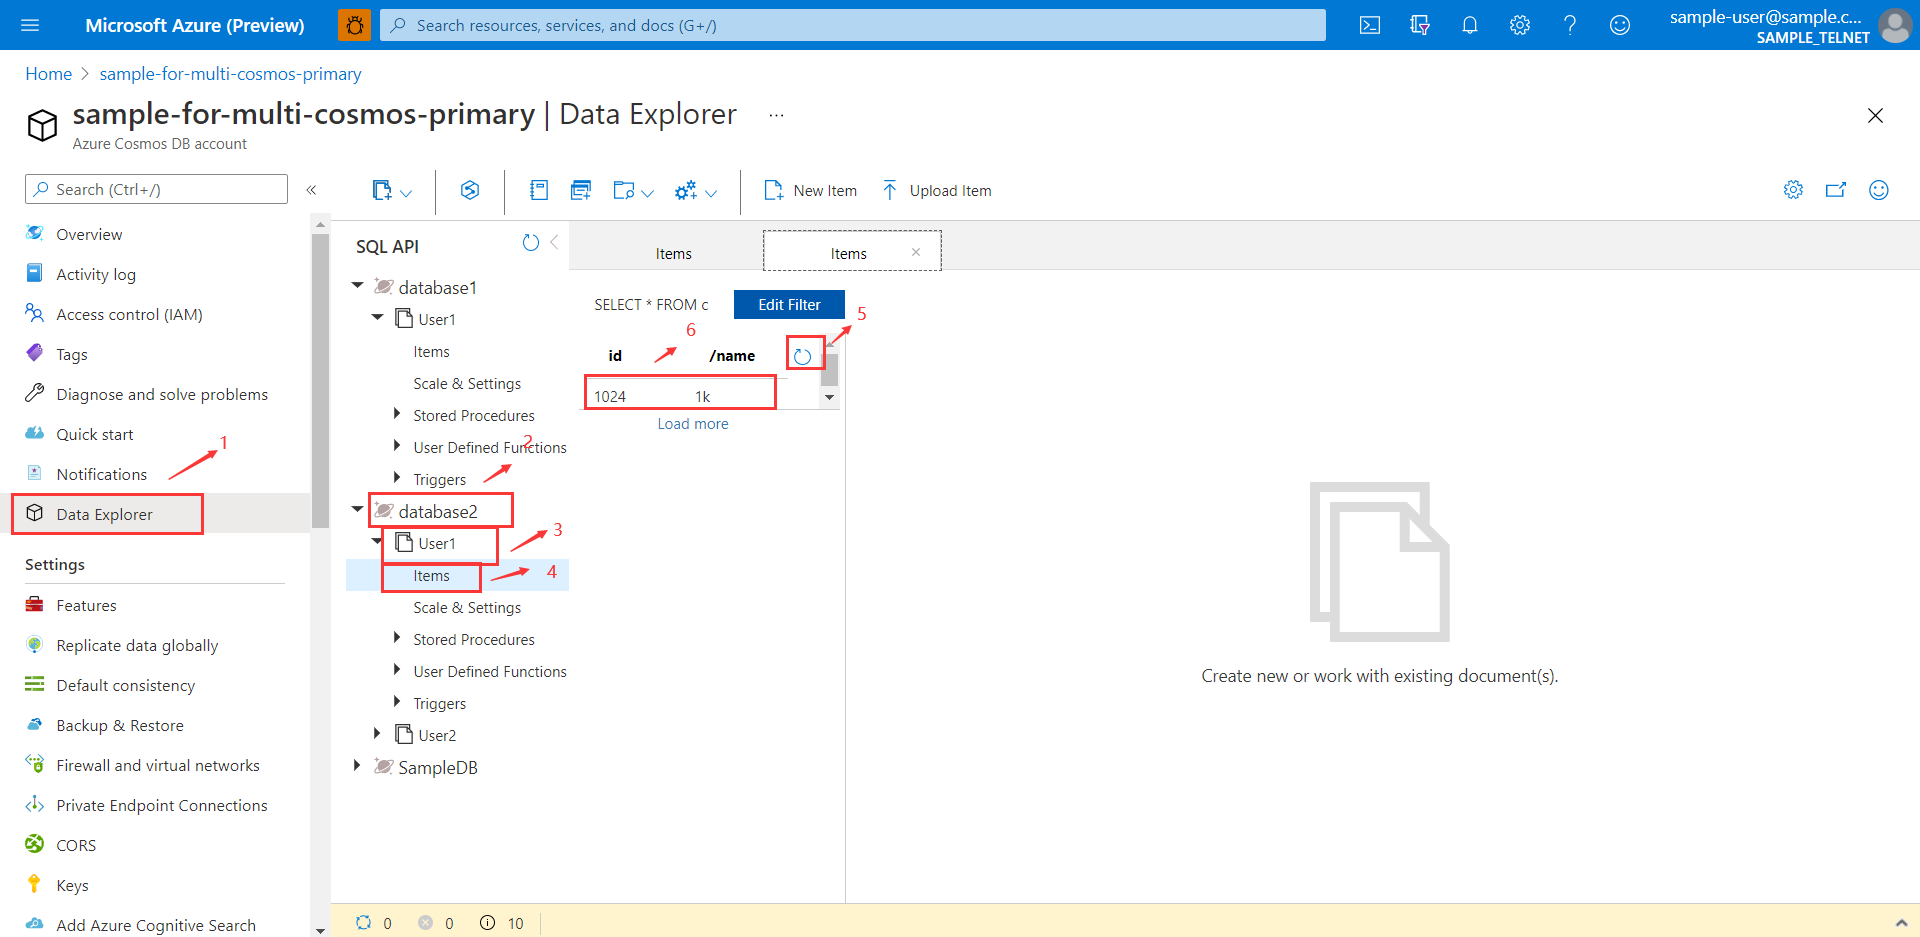 Microsoft Azure (Preview)
Search resources, services, and docs (G+/)
sample-user@sample.c...
SAMPLE_TELNET
Home
sample-for-multi-cosmos-primary
sample-for-multi-cosmos-primary | Data Explorer ...
Azure Cosmos DB account
Search (Ctrl+/)
«
New Item
Upload Item
Overview
Activity log
Access control (IAM)
Tags
Diagnose and solve problems
Quick start
Notifications
1
Data Explorer
Settings
Features
Replicate data globally
Default consistency
Backup & Restore
Firewall and virtual networks
Private Endpoint Connections
CORS
Keys
Add Azure Cognitive Search
SQL API
database1
User1
Items
Scale & Settings
Stored Procedures
User Defined Functions
2
Triggers
database2
User1
3
Items
4
Scale & Settings
Stored Procedures
User Defined Functions
Triggers
User2
SampleDB
Items
Items
SELECT * FROM c
Edit Filter
5
6
id
/name
1024
1k
Load more
Create new or work with existing document(s).
0
0
10